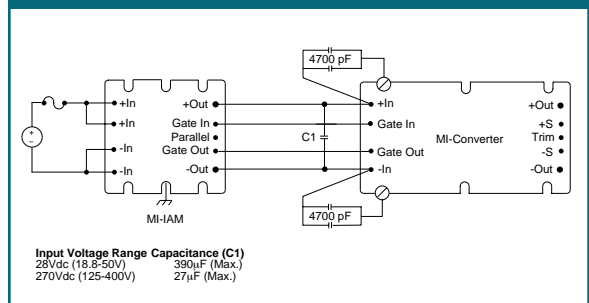 4700 pF
+In
+In
-In
-In
+Out
Gate In
Parallel
Gate Out
-Out
MI-IAM
C1
+In
Gate In
Gate Out
-In
MI-Converter
+Out
+S
Trim
-S
-Out
4700 pF
Input Voltage Range Capacitance (C1)
28Vdc (18.8-50V) 390µF (Max.)
270Vdc (125-400V) 27µF (Max.)